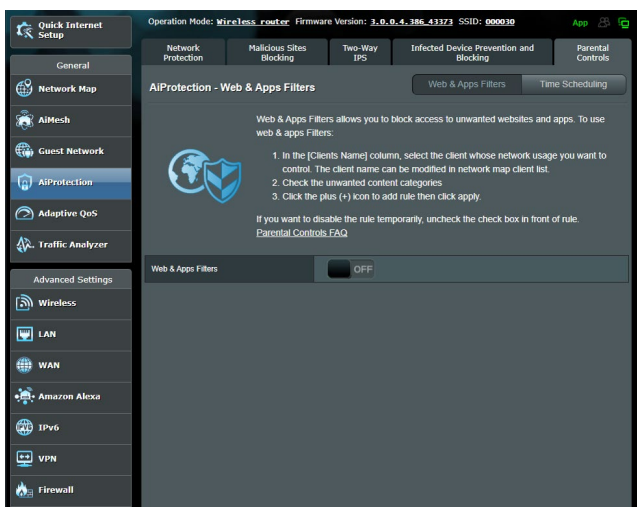 Quick Internet
Setup
Operation Mode: Wireless router Firmware Version: 3.0.0.4.386_43373 SSID: 000030
App
General
Network Map
AiMesh
Guest Network
AiProtection
Adaptive QoS
Traffic Analyzer
Advanced Settings
Wireless
LAN
WAN
Amazon Alexa
IPv6
VPN
Firewall
Network
Protection
Malicious Sites
Blocking
Two-Way
IPS
Infected Device Prevention and
Blocking
Parental
Controls
AiProtection - Web & Apps Filters
Web & Apps Filters
Time Scheduling
Web & Apps Filters allows you to block access to unwanted websites and apps. To use
web & apps Filters:
1. In the [Clients Name] column, select the client whose network usage you want to
control. The client name can be modified in network map client list.
2. Check the unwanted content categories
3. Click the plus (+) icon to add rule then click apply.
If you want to disable the rule temporarily, uncheck the check box in front of rule.
Parental Controls FAQ
Web & Apps Filters
OFF